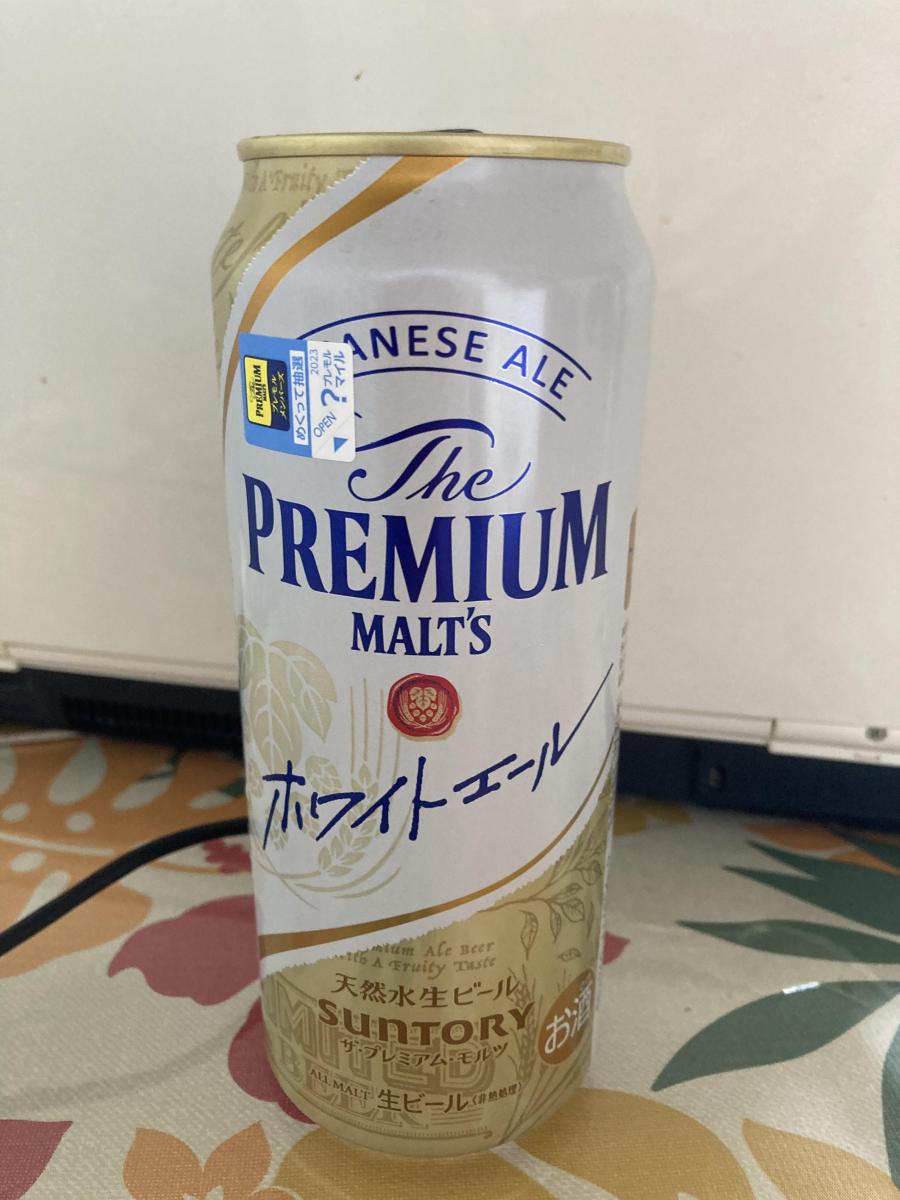 A Fruity
ANESE ALE
PREMIUM
MALT'S
プレモル
メンバーズ
めくって抽選
2023
プレモル
?マイル
OPEN
The
PREMIUM
MALT'S
ホワイトエール
mium Ale Beer
ith A Fruity Taste
天然水生ビール
SUNTORY
ザ・プレミアム・モルツ
お酒
ALL MALT 生ビール〈非熱処理〉